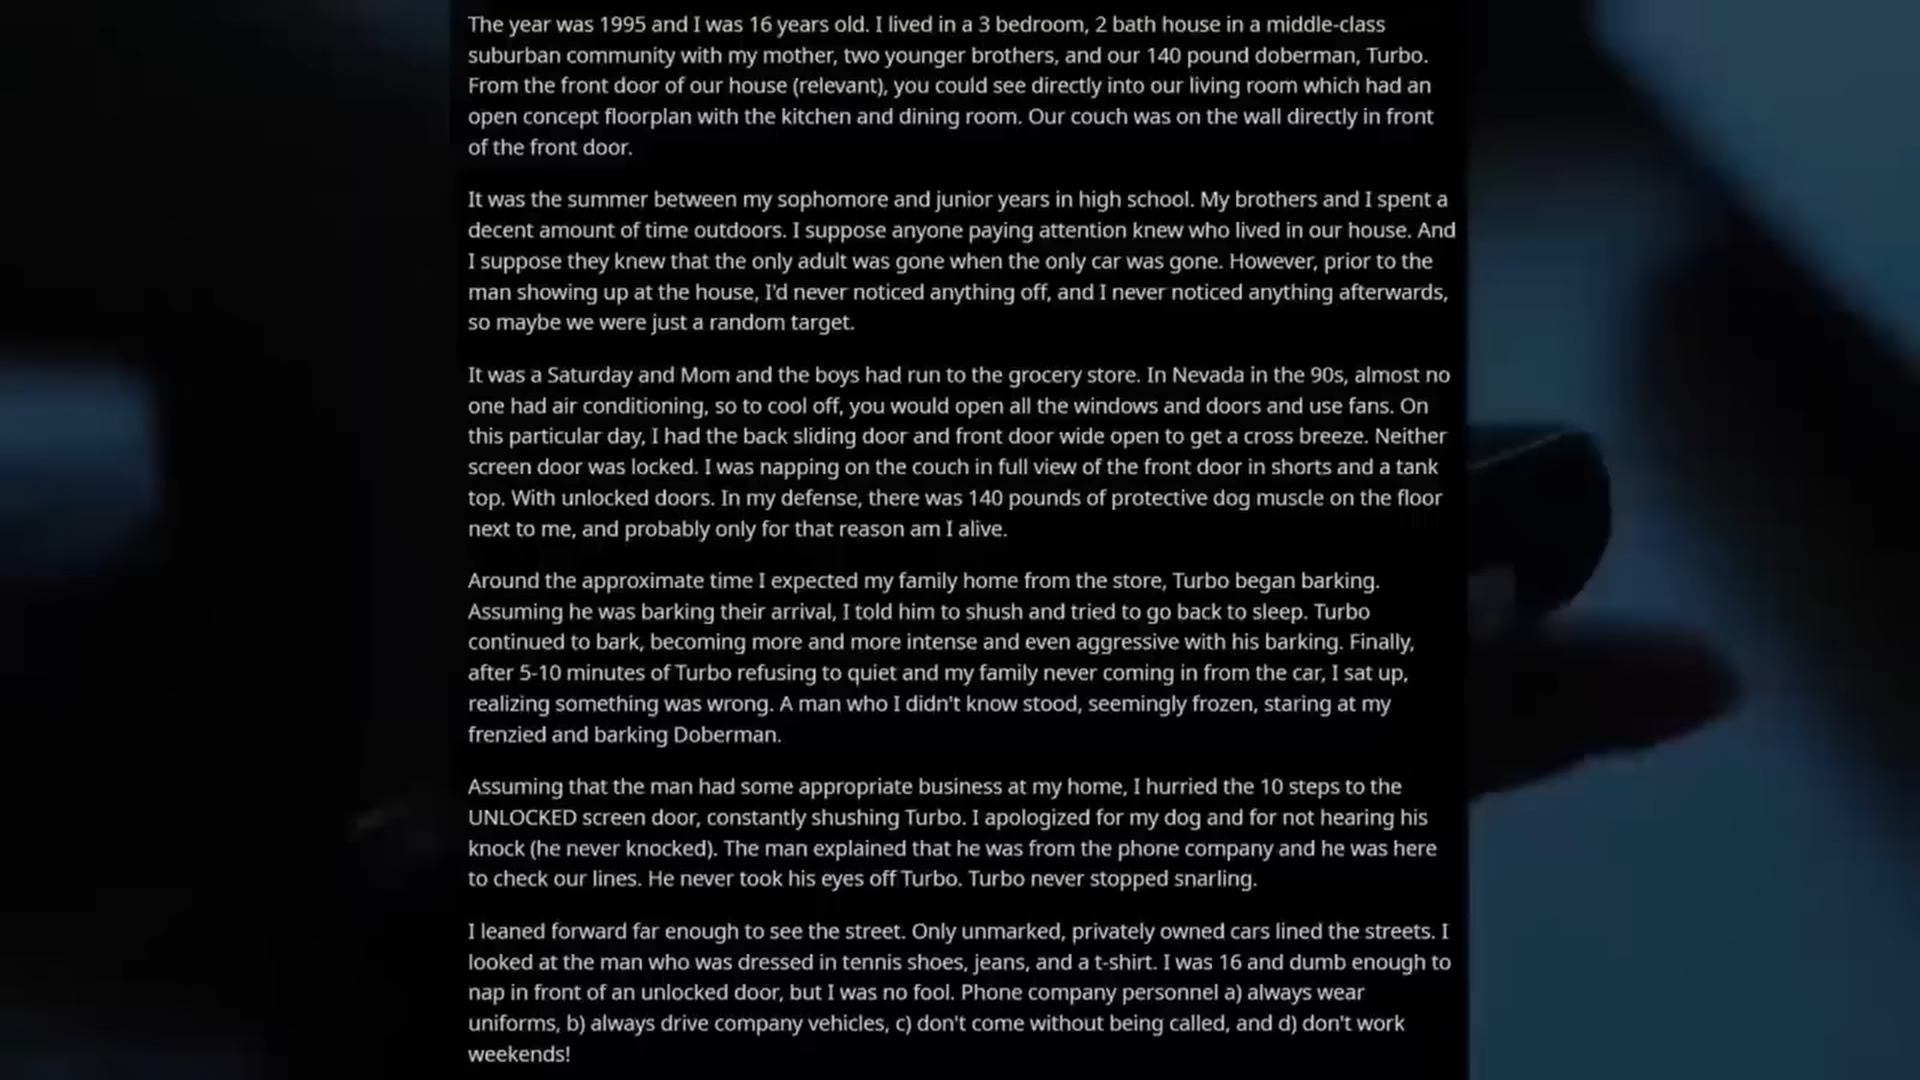 The year was 1995 and I was 16 years old. I lived in a 3 bedroom, 2 bath house in a middle-class
suburban community with my mother, two younger brothers, and our 140 pound doberman, Turbo.
From the front door of our house (relevant), you could see directly into our living room which had an
open concept floorplan with the kitchen and dining room. Our couch was on the wall directly in front
of the front door.
It was the summer between my sophomore and junior years in high school. My brothers and I spent a
decent amount of time outdoors. I suppose anyone paying attention knew who lived in our house. And
I suppose they knew that the only adult was gone when the only car was gone. However, prior to the
man showing up at the house, I'd never noticed anything off, and I never noticed anything afterwards,
so maybe we were just a random target.
It was a Saturday and Mom and the boys had run to the grocery store. In Nevada in the 90s, almost no
one had air conditioning, so to cool off, you would open all the windows and doors and use fans. On
this particular day, I had the back sliding door and front door wide open to get a cross breeze. Neither
screen door was locked. I was napping on the couch in full view of the front door in shorts and a tank
top. With unlocked doors. In my defense, there was 140 pounds of protective dog muscle on the floor
next to me, and probably only for that reason am I alive.
Around the approximate time I expected my family home from the store, Turbo began barking.
Assuming he was barking their arrival, I told him to shush and tried to go back to sleep. Turbo
continued to bark, becoming more and more intense and even aggressive with his barking. Finally,
after 5-10 minutes of Turbo refusing to quiet and my family never coming in from the car, I sat up,
realizing something was wrong. A man who I didn't know stood, seemingly frozen, staring at my
frenzied and barking Doberman.
Assuming that the man had some appropriate business at my home, I hurried the 10 steps to the
UNLOCKED screen door, constantly shushing Turbo. I apologized for my dog and for not hearing his
knock (he never knocked). The man explained that he was from the phone company and he was here
to check our lines. He never took his eyes off Turbo. Turbo never stopped snarling.
I leaned forward far enough to see the street. Only unmarked, privately owned cars lined the streets. I
looked at the man who was dressed in tennis shoes, jeans, and a t-shirt. I was 16 and dumb enough to
nap in front of an unlocked door, but I was no fool. Phone company personnel a) always wear
uniforms, b) always drive company vehicles, c) don't come without being called, and d) don't work
weekends!